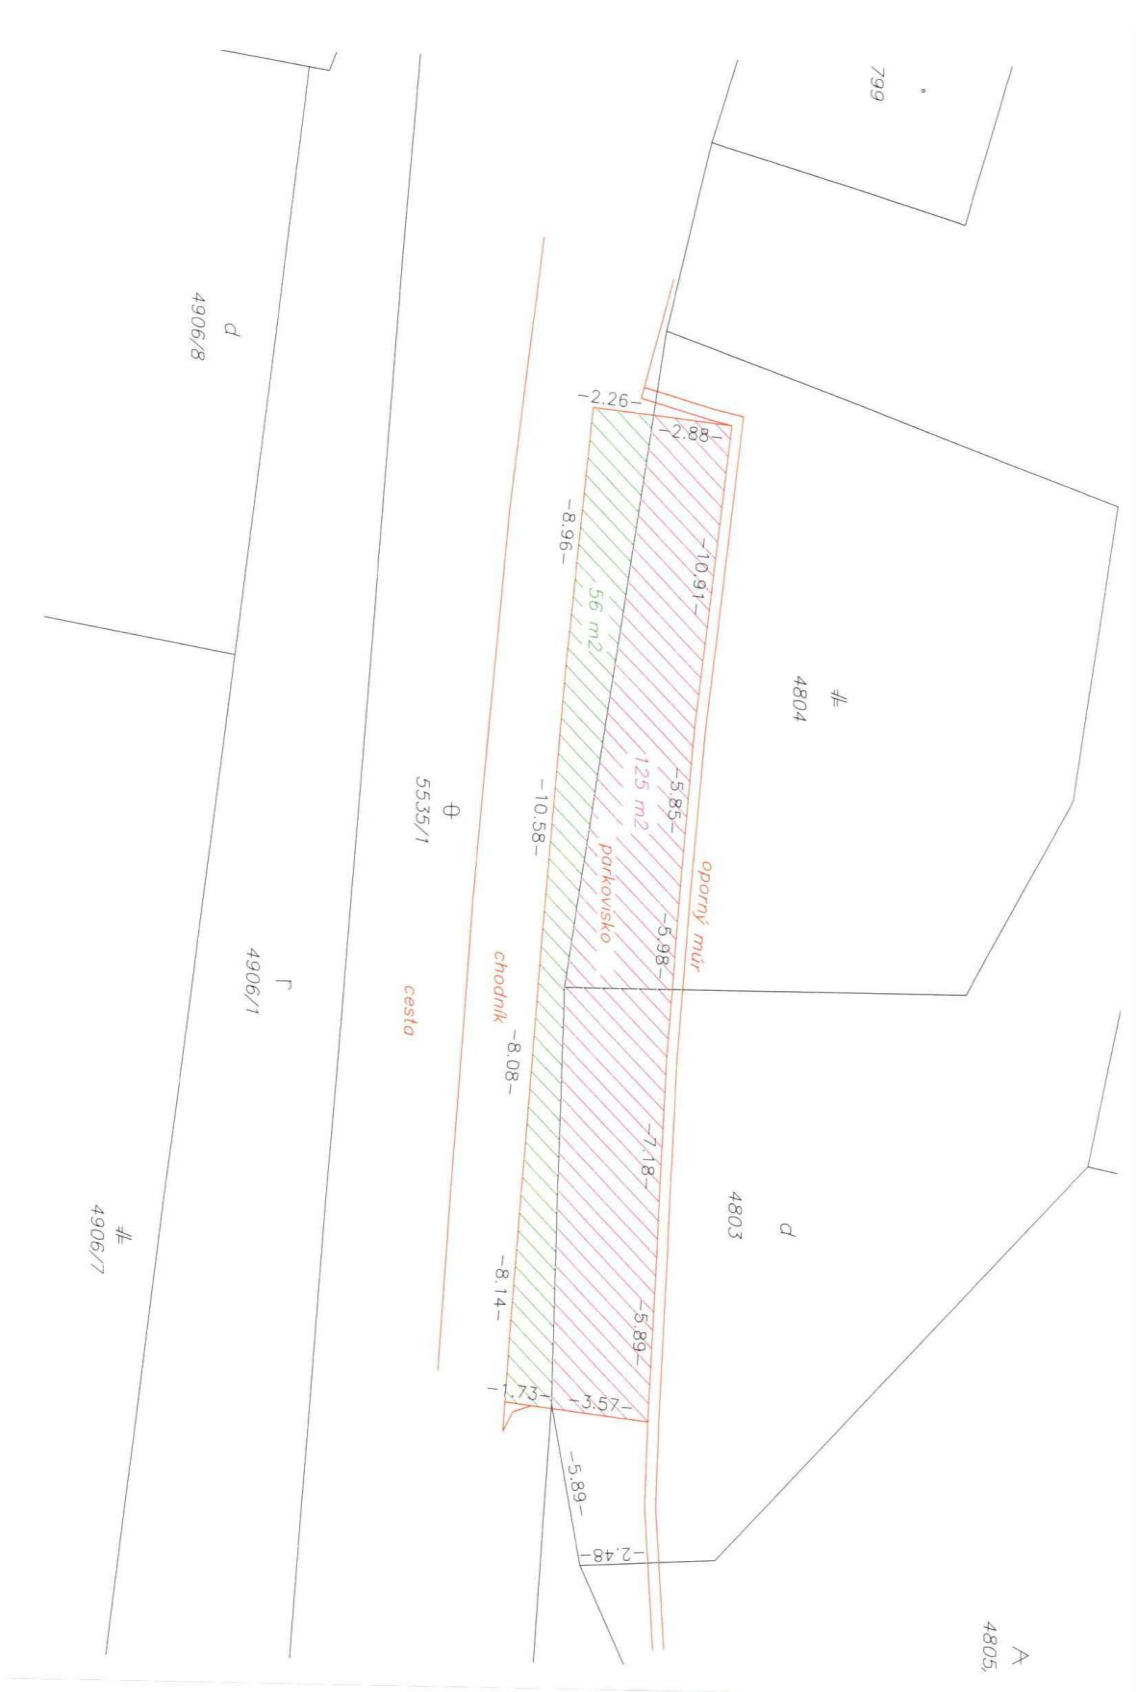 799
d
4906/8
-2.26-
-2.88-
-8.96-
-10.91-
56 m2
4804
-5.85-
125 m2
-10.58-
5535/1
parkovisko
oporný múr
-5.98-
chodník
cesta
4906/1
-8.08-
-7.18-
d
4803
4906/7
-8.14-
-5.89-
-1.73-
-3.57-
-5.89-
-2.48-
A
4805,